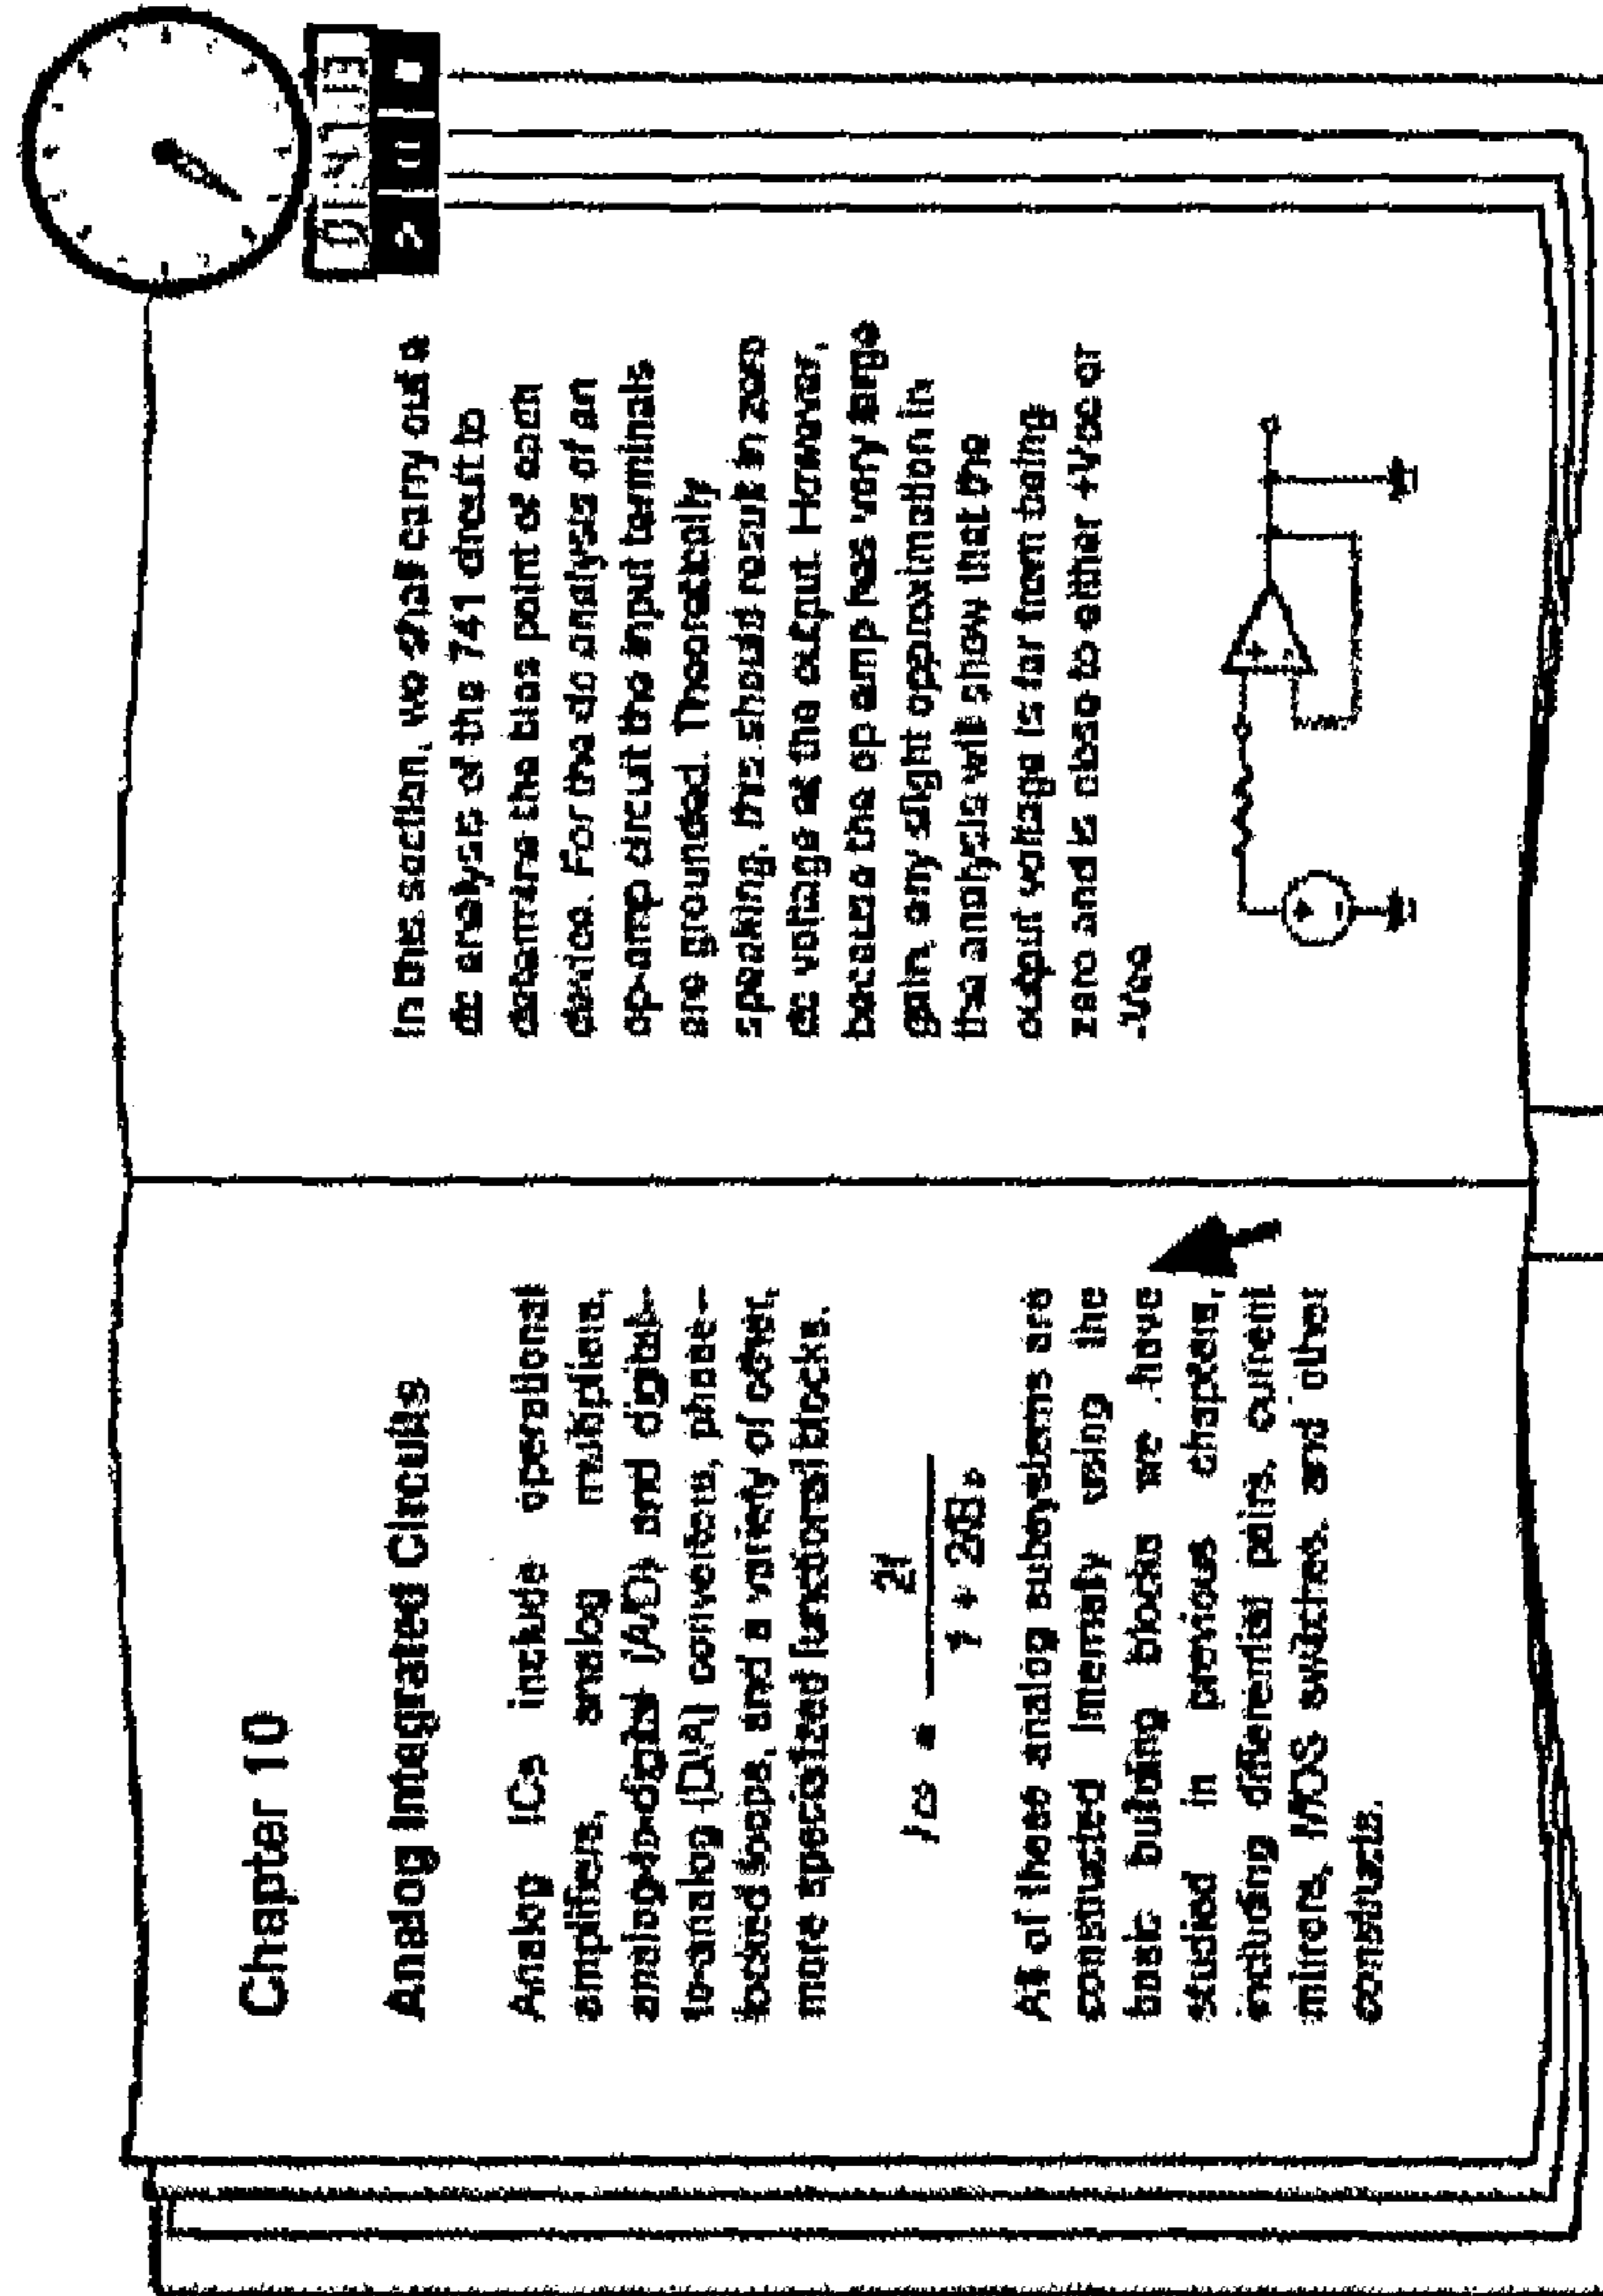 Chapter 10
Analog Integrated Circuits
Analog ICs include operational
amplifiers, analog multipliers,
analog-to-digital (A/D) and digital-
to-analog (D/A) converters, phase-
locked loops, and a variety of other,
more specialized functional blocks.
All of these analog subsystems are
constructed internally using the
basic building blocks we have
studied in previous chapters,
including differential pairs, current
mirrors, MOS switches, and other
constructs.
In this section, we shall carry out a
dc analysis of the 741 circuit to
determine the bias point of each
device. For the dc analysis of an
op-amp circuit the input terminals
are grounded. Theoretically
speaking, this should result in zero
dc voltage at the output. However,
because the op amp has very large
gain, any slight approximation in
the analysis will show that the
output voltage is far from being
zero and is close to either +Vcc or